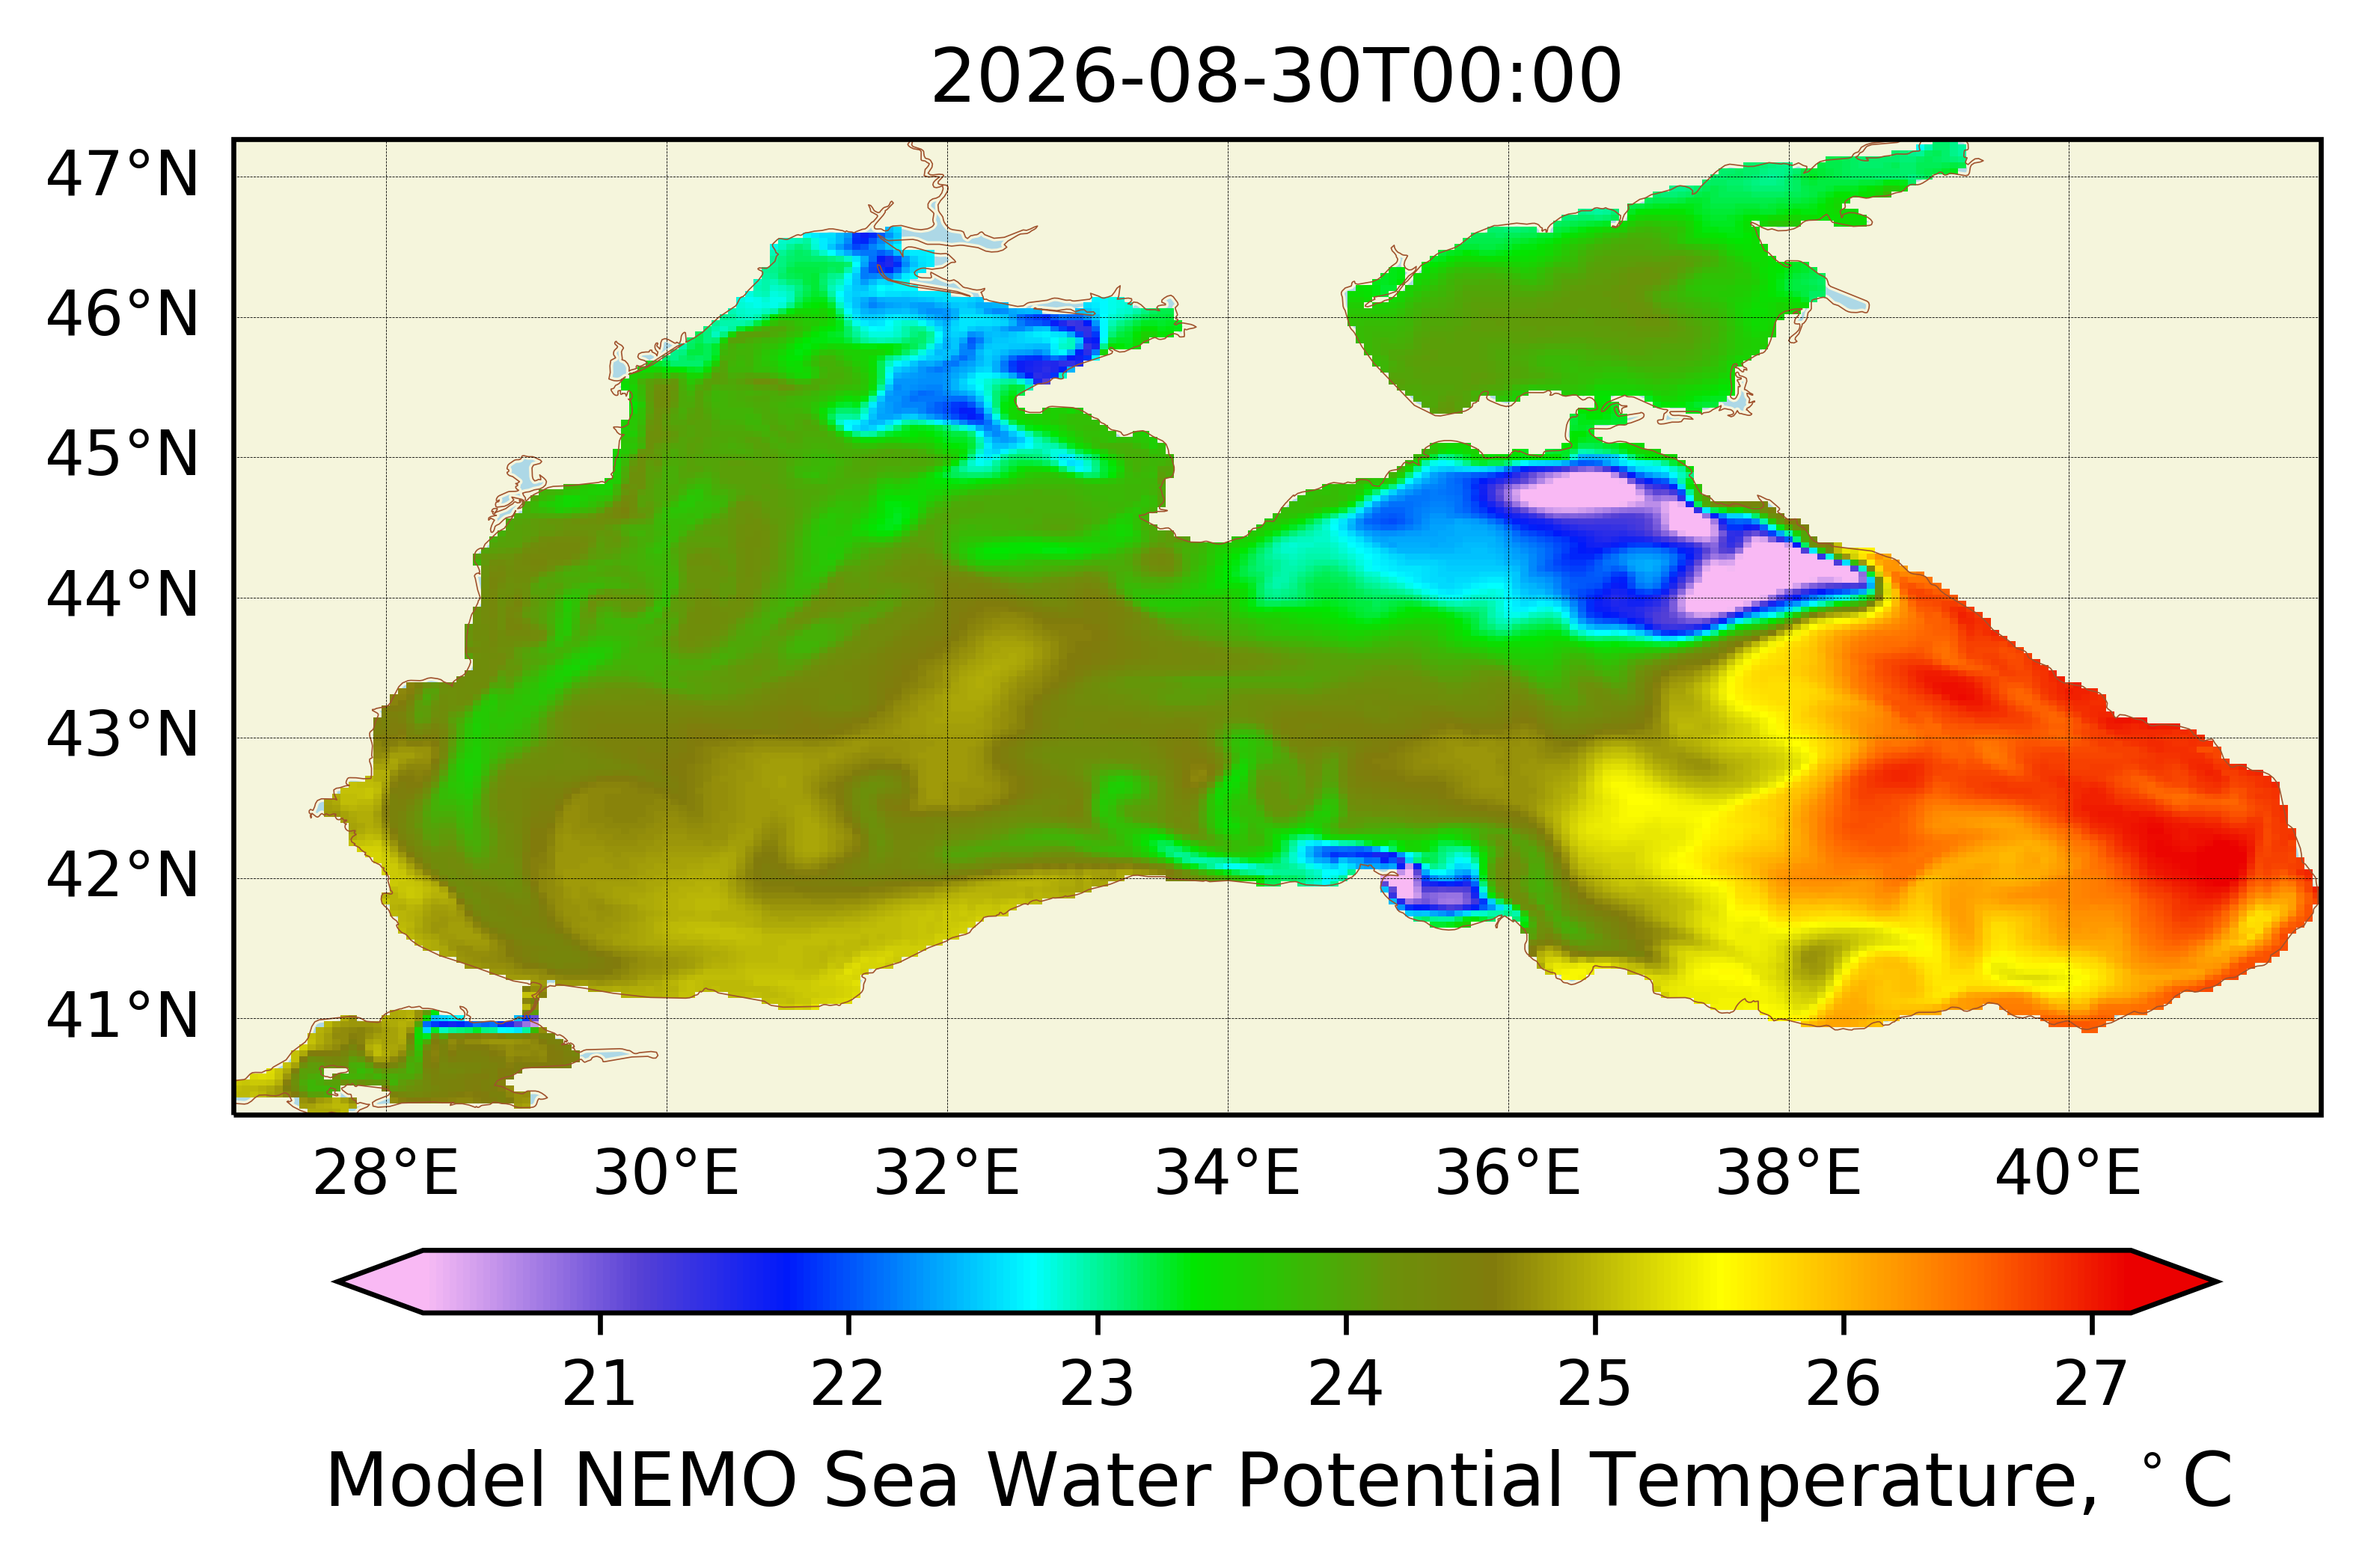 2026-08-30T00:00
47°N
46°N
45°N
44°N
43°N
42°N
41°N
28°E 30°E 32°E 34°E 36°E 38°E 40°E
21 22 23 24 25 26 27
Model NEMO Sea Water Potential Temperature, °C